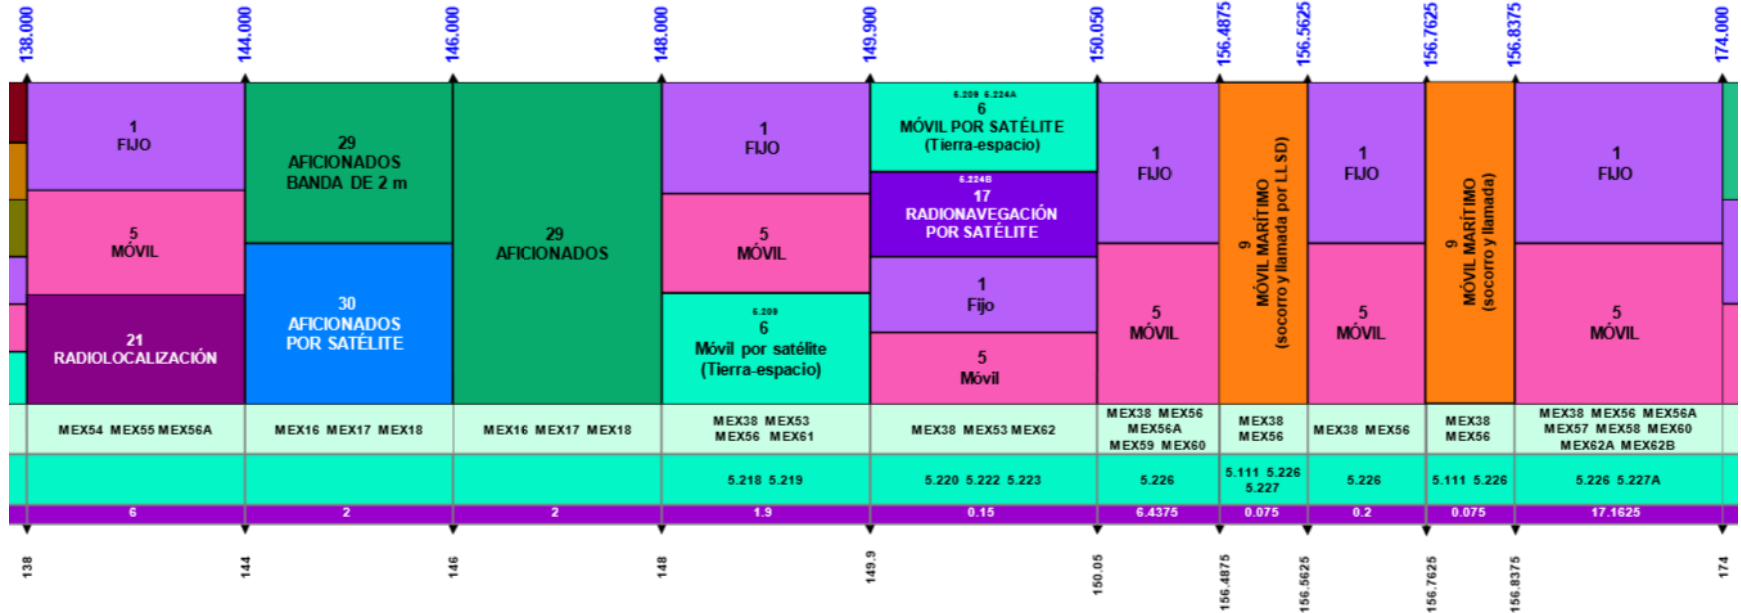 138.000
144.000
146.000
148.000
149.900
150.050
156.4875
156.5625
156.7625
156.8375
174.000
1
FIJO
5
MÓVIL
21
RADIOLOCALIZACIÓN
29
AFICIONADOS
BANDA DE 2 m
30
AFICIONADOS
POR SATÉLITE
29
AFICIONADOS
1
FIJO
5
MÓVIL
5.209
6
Móvil por satélite
(Tierra-espacio)
5.209 5.224A
6
MÓVIL POR SATÉLITE
(Tierra-espacio)
5.224B
17
RADIONAVEGACIÓN
POR SATÉLITE
1
Fijo
5
Móvil
1
FIJO
5
MÓVIL
9
MÓVIL MARÍTIMO
(socorro y llamada por LLSD)
1
FIJO
5
MÓVIL
9
MÓVIL MARÍTIMO
(socorro y llamada)
1
FIJO
5
MÓVIL
MEX54 MEX55 MEX56A
MEX16 MEX17 MEX18
MEX16 MEX17 MEX18
MEX38 MEX53
MEX56 MEX61
MEX38 MEX53 MEX62
MEX38 MEX56
MEX56A
MEX59 MEX60
MEX38
MEX56
MEX38 MEX56
MEX38
MEX56
MEX38 MEX56 MEX56A
MEX57 MEX58 MEX60
MEX62A MEX62B
5.218 5.219
5.220 5.222 5.223
5.226
5.111 5.226
5.227
5.226
5.111 5.226
5.226 5.227A
6
2
2
1.9
0.15
6.4375
0.075
0.2
0.075
17.1625
138
144
146
148
149.9
150.05
156.4875
156.5625
156.7625
156.8375
174